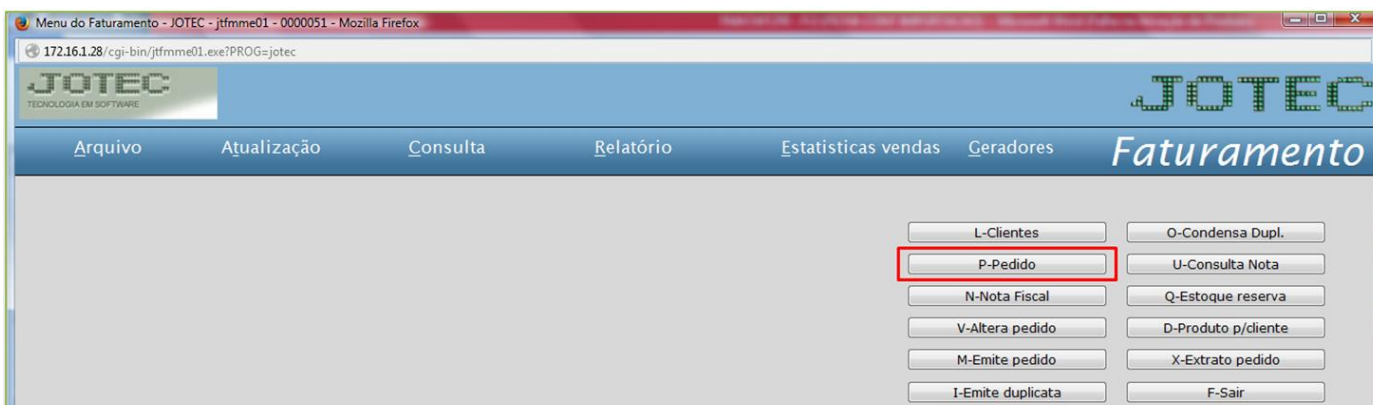 Menu do Faturamento - JOTEC - jtfmme01 - 0000051 - Mozilla Firefox
172.16.1.28/cgi-bin/jtfmme01.exe?PROG=jotec
JOTEC JOTEC
TECNOLOGIA EM SOFTWARE
Arquivo Atualização Consulta Relatório Estatisticas vendas Geradores Faturamento
L-Clientes O-Condensa Dupl.
P-Pedido U-Consulta Nota
N-Nota Fiscal Q-Estoque reserva
V-Altera pedido D-Produto p/cliente
M-Emite pedido X-Extrato pedido
I-Emite duplicata F-Sair